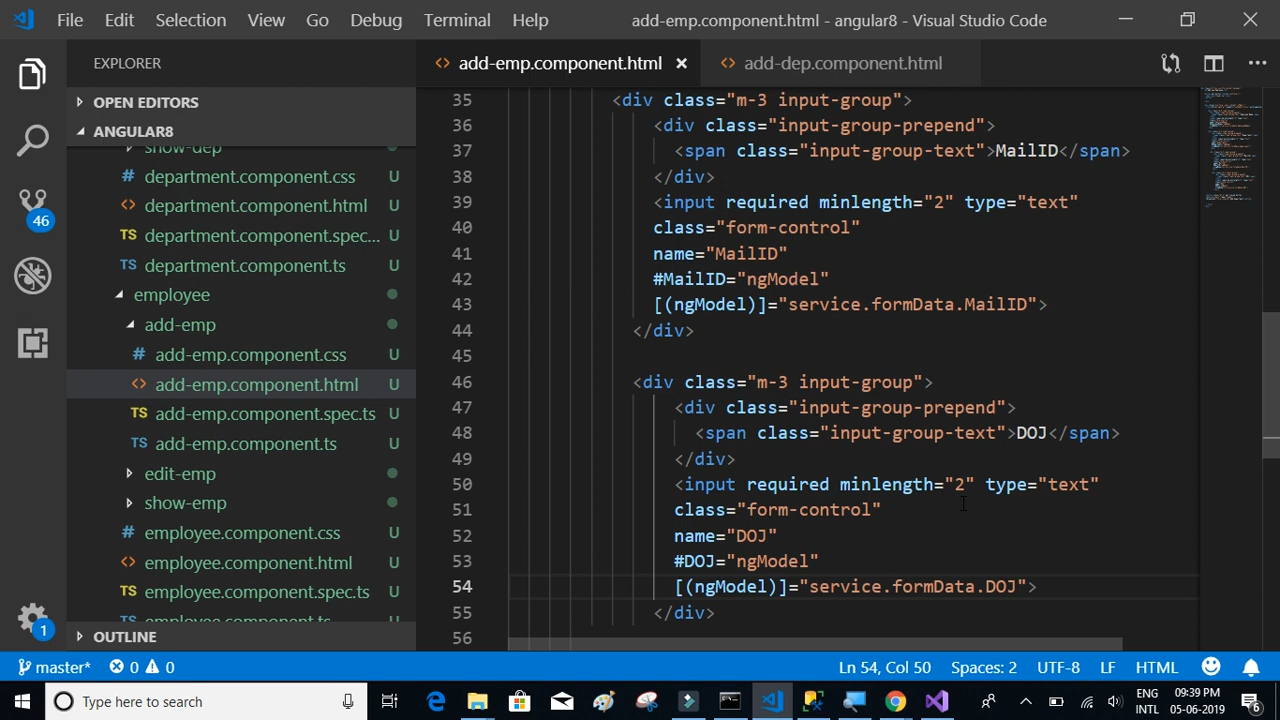 File Edit Selection View Go Debug Terminal Help add-emp.component.html - angular8 - Visual Studio Code
EXPLORER
OPEN EDITORS
ANGULAR8
show-dep
# department.component.css U
<> department.component.html U
TS department.component.spec... U
TS department.component.ts U
employee
add-emp
# add-emp.component.css U
<> add-emp.component.html U
TS add-emp.component.spec.ts U
TS add-emp.component.ts U
edit-emp
show-emp
# employee.component.css U
<> employee.component.html U
TS employee.component.spec.ts U
employee.component.ts U
OUTLINE
46
1
<> add-emp.component.html × <> add-dep.component.html
35 <div class="m-3 input-group">
36 <div class="input-group-prepend">
37 <span class="input-group-text">MailID</span>
38 </div>
39 <input required minlength="2" type="text"
40 class="form-control"
41 name="MailID"
42 #MailID="ngModel"
43 [(ngModel)]="service.formData.MailID">
44 </div>
45
46 <div class="m-3 input-group">
47 <div class="input-group-prepend">
48 <span class="input-group-text">DOJ</span>
49 </div>
50 <input required minlength="2" type="text"
51 class="form-control"
52 name="DOJ"
53 #DOJ="ngModel"
54 [(ngModel)]="service.formData.DOJ">
55 </div>
56
master* 0 0 Ln 54, Col 50 Spaces: 2 UTF-8 LF HTML
Type here to search
ENG
INTL
09:39 PM
05-06-2019
6